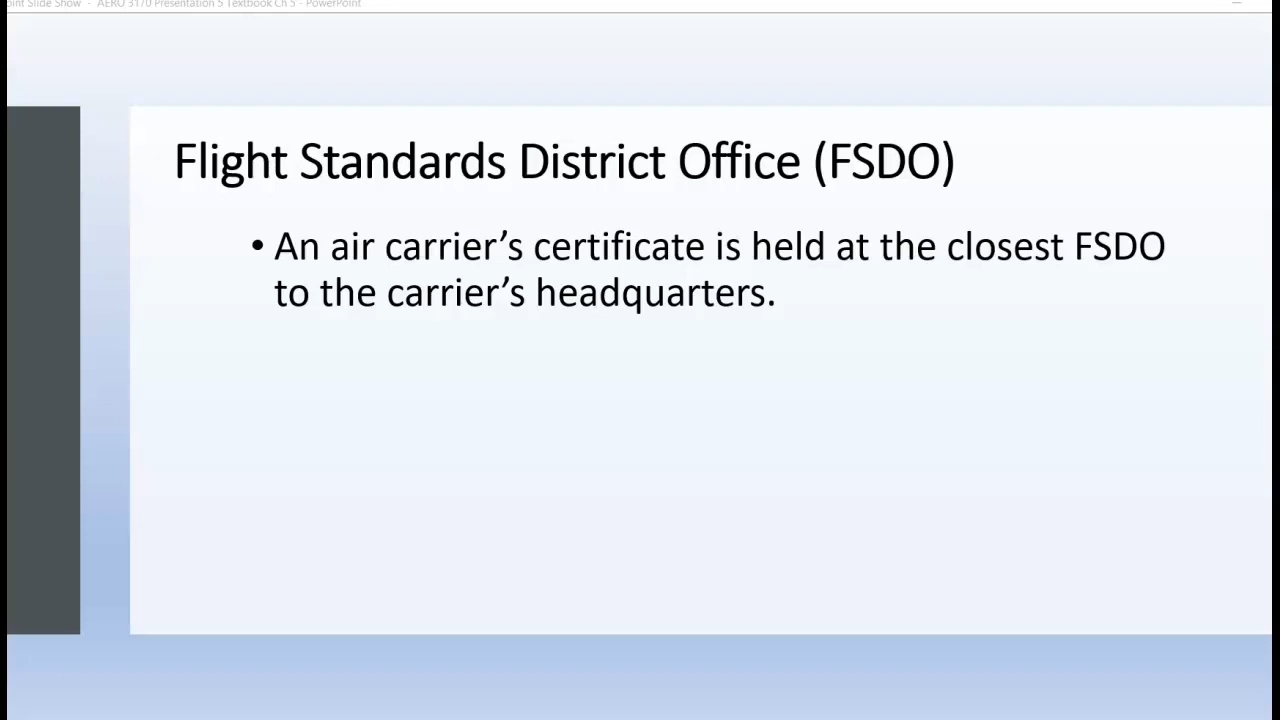 oint Slide Show - AERO 3170 Presentation 5 Textbook Ch 5 - PowerPoint
Flight Standards District Office (FSDO)
• An air carrier’s certificate is held at the closest FSDO
to the carrier’s headquarters.